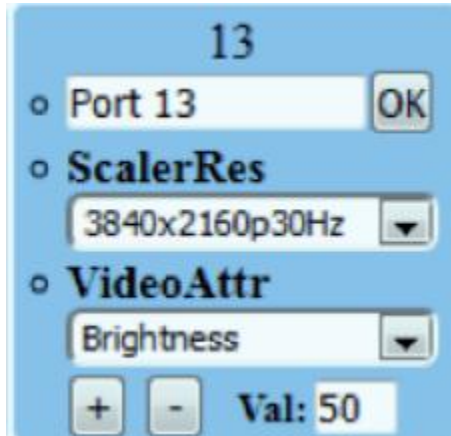 13
Port 13 OK
ScalerRes
3840x2160p30Hz
VideoAttr
Brightness
+ - Val: 50